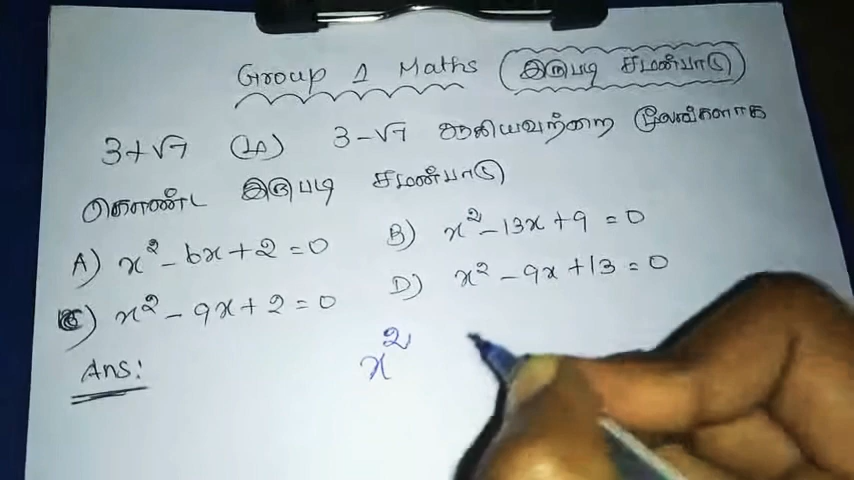 Group 1 Maths (இருபடி சமன்பாடு)
3+√7 (மு) 3-√7 ஆகியவற்றை மூலங்களாக
கொண்ட இருபடி சமன்பாடு
A) x² - 6x + 2 = 0 B) x² - 13x + 9 = 0
C) x² - 9x + 2 = 0 D) x² - 9x + 13 = 0
Ans: x²